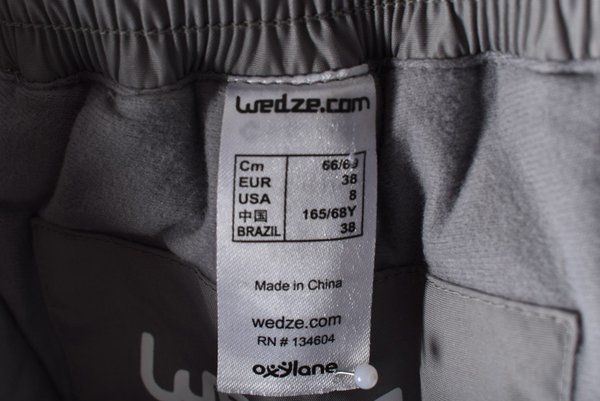 wedze.com
Cm 66/69
EUR 38
USA 8
中国 165/68Y
BRAZIL 38
Made in China
wedze.com
RN # 134604
oxylane